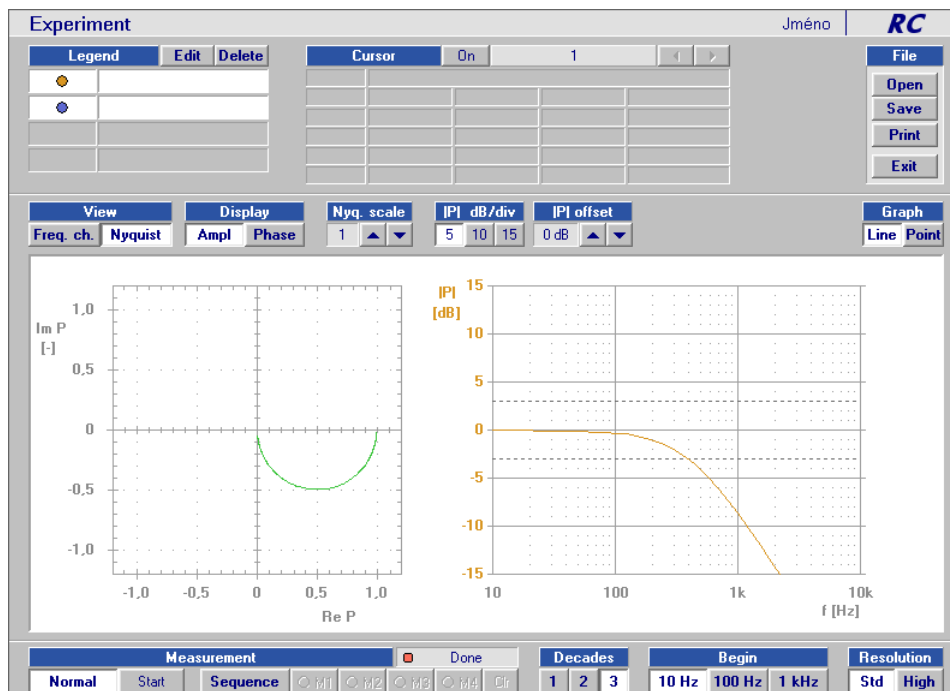 Experiment Jméno RC
Legend Edit Delete Cursor On 1 File
Open
Save
Print
Exit
View Display Nyq. scale |P| dB/div |P| offset Graph
Freq. ch. Nyquist Ampl Phase 1 5 10 15 0 dB Line Point
Im P
[-]
1,0
0,5
0
-0,5
-1,0
-1,0 -0,5 0 0,5 1,0
Re P
|P|
[dB]
15
10
5
0
-5
-10
-15
10 100 1k 10k
f [Hz]
Measurement Done Decades Begin Resolution
Normal Start Sequence M1 M2 M3 M4 Clr 1 2 3 10 Hz 100 Hz 1 kHz Std High